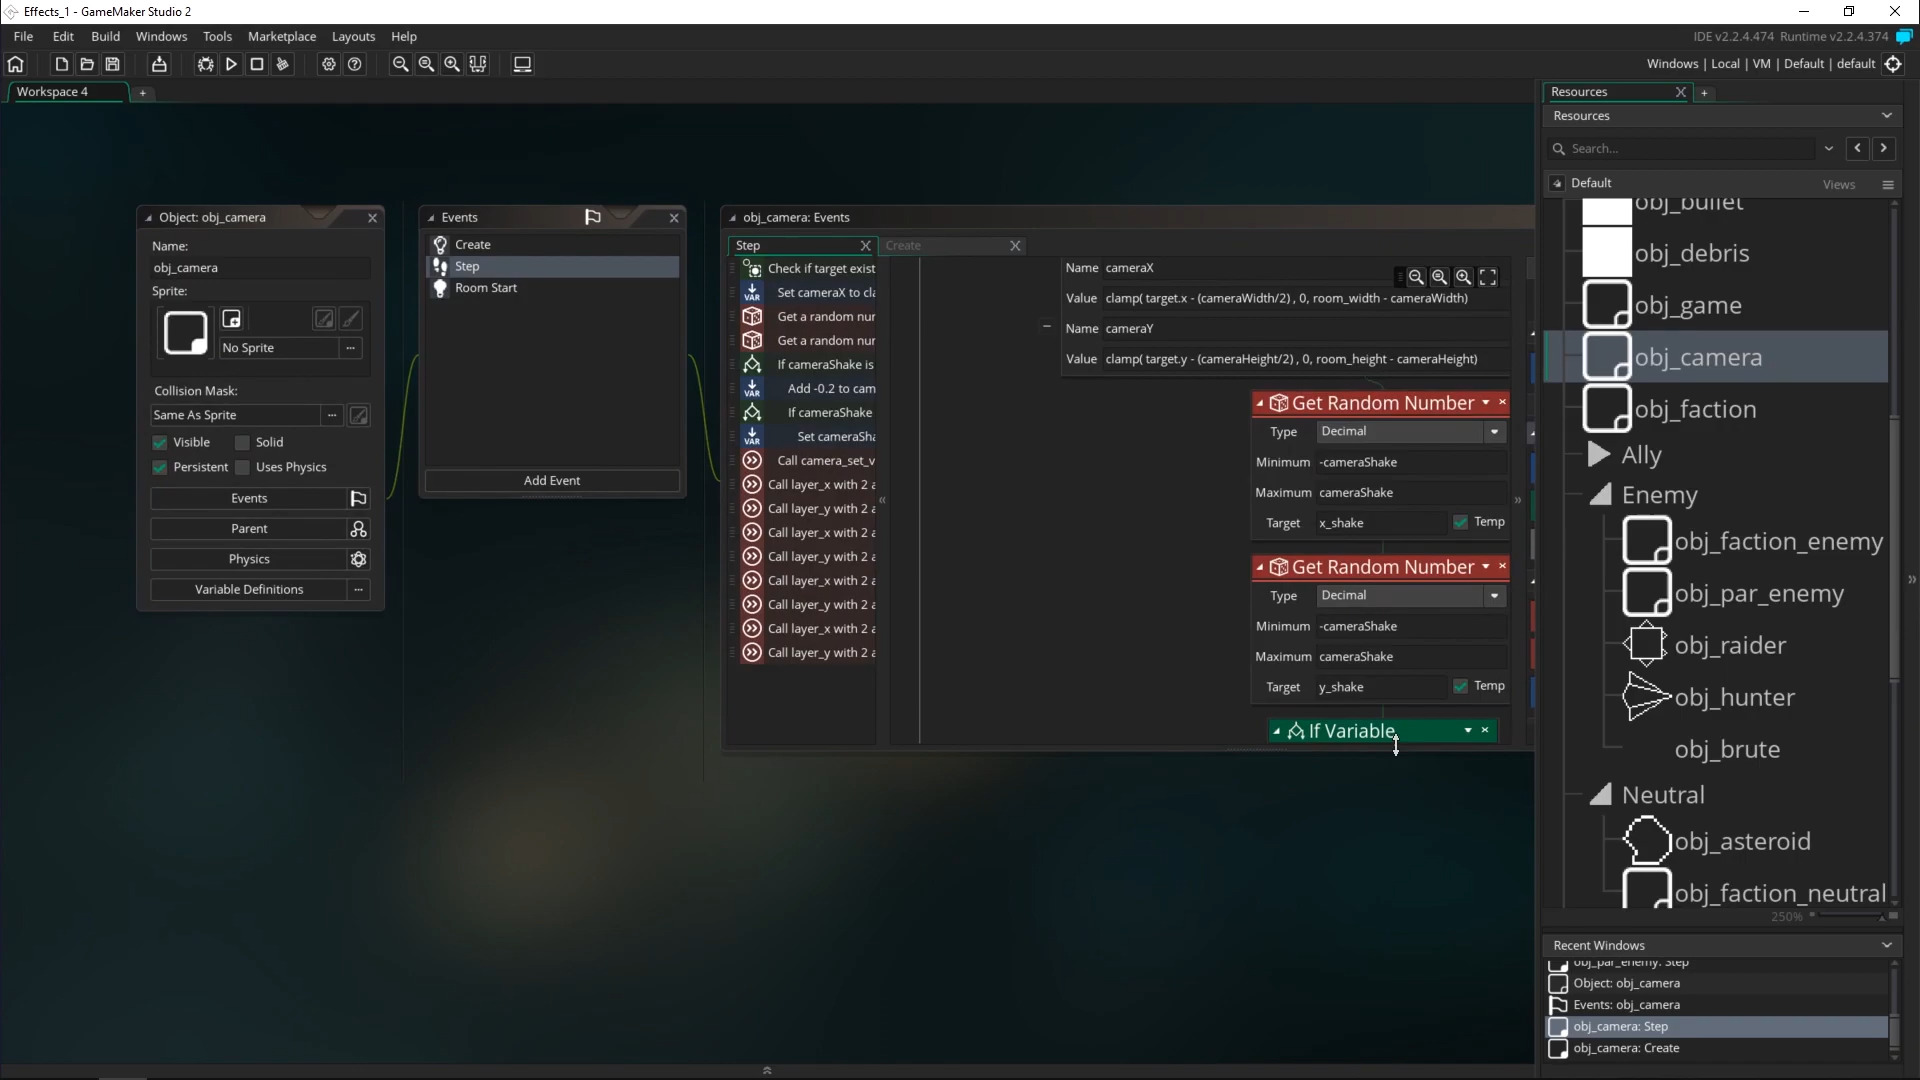 Effects_1 - GameMaker Studio 2
File Edit Build Windows Tools Marketplace Layouts Help
IDE v2.2.4.474 Runtime v2.2.4.374
Windows | Local | VM | Default | default
Workspace 4
+
Object: obj_camera
Name:
obj_camera
Sprite:
No Sprite
Collision Mask:
Same As Sprite
Visible
Solid
Persistent
Uses Physics
Events
Parent
Physics
Variable Definitions
Events
Create
Step
Room Start
Add Event
obj_camera: Events
Step
Create
Check if target exist
VAR Set cameraX to cla
Get a random nur
Get a random nur
If cameraShake is
VAR Add -0.2 to cam
If cameraShake
VAR Set cameraSha
Call camera_set_v
Call layer_x with 2 a
Call layer_y with 2 a
Call layer_x with 2 a
Call layer_y with 2 a
Call layer_x with 2 a
Call layer_y with 2 a
Call layer_x with 2 a
Call layer_y with 2 a
Name cameraX
Value clamp( target.x - (cameraWidth/2) , 0, room_width - cameraWidth)
Name cameraY
Value clamp( target.y - (cameraHeight/2) , 0, room_height - cameraHeight)
Get Random Number
Type Decimal
Minimum -cameraShake
Maximum cameraShake
Target x_shake Temp
Get Random Number
Type Decimal
Minimum -cameraShake
Maximum cameraShake
Target y_shake Temp
If Variable
Resources
+
Resources
Search...
Default
Views
obj_bullet
obj_debris
obj_game
obj_camera
obj_faction
Ally
Enemy
obj_faction_enemy
obj_par_enemy
obj_raider
obj_hunter
obj_brute
Neutral
obj_asteroid
obj_faction_neutral
250%
Recent Windows
obj_par_enemy: Step
Object: obj_camera
Events: obj_camera
obj_camera: Step
obj_camera: Create